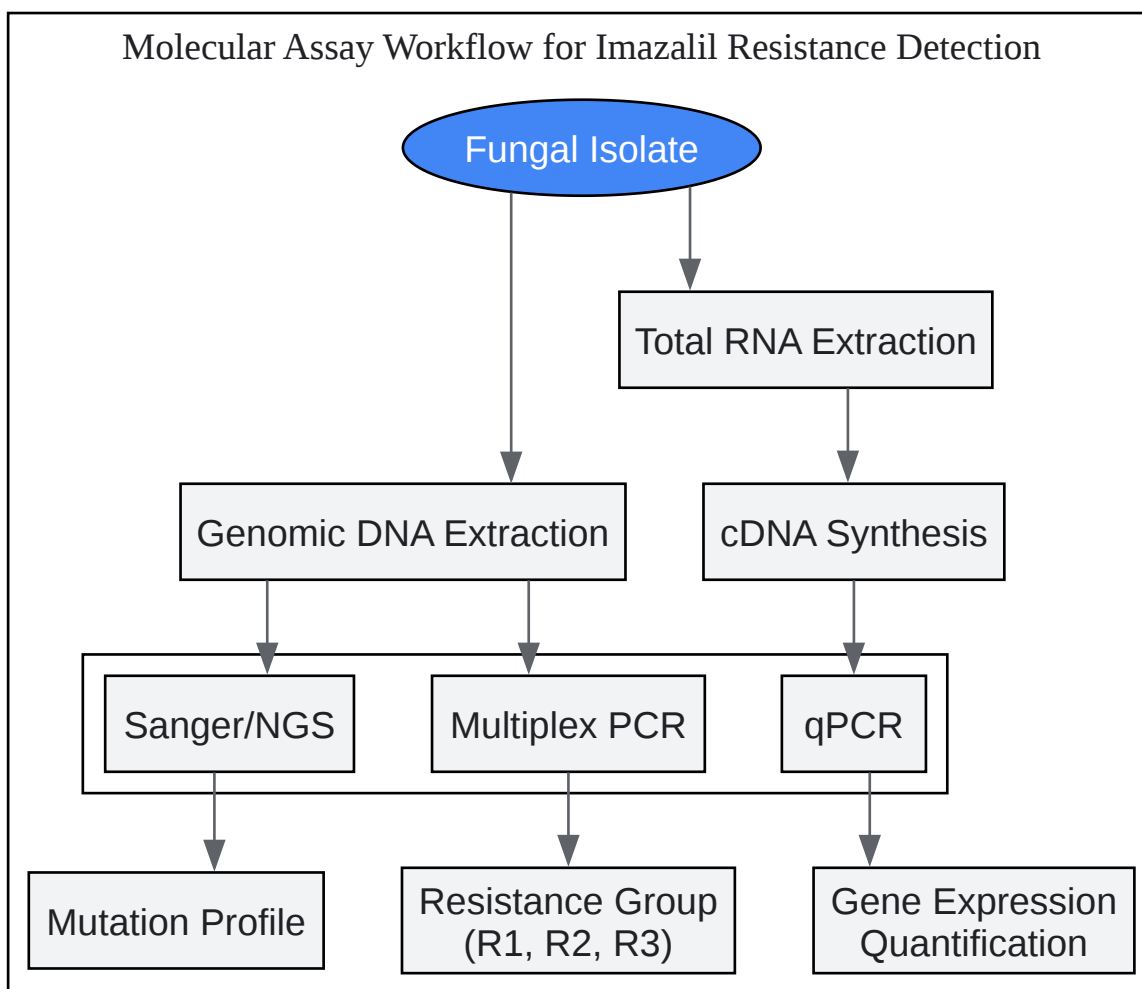 Molecular Assay Workflow for Imazalil Resistance Detection
Fungal Isolate
Total RNA Extraction
Genomic DNA Extraction
cDNA Synthesis
Sanger/NGS
Multiplex PCR
qPCR
Mutation Profile
Resistance Group
(R1, R2, R3)
Gene Expression
Quantification